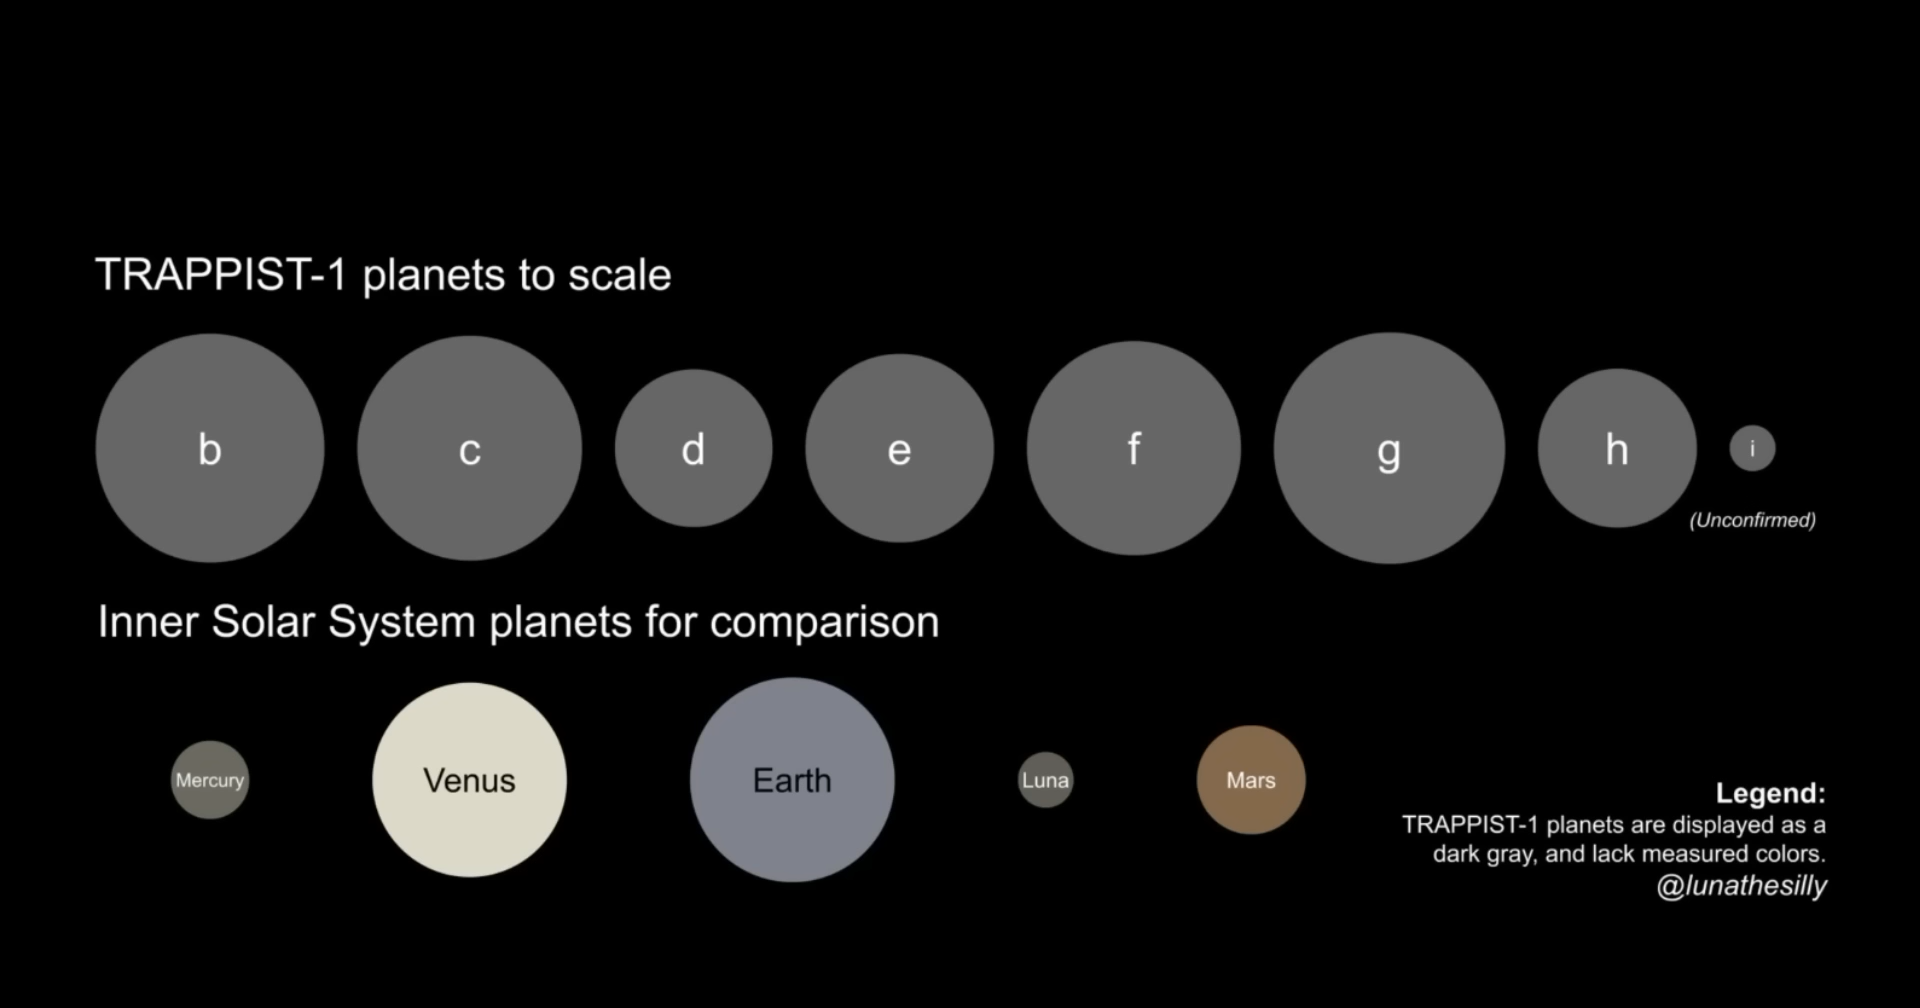 TRAPPIST-1 planets to scale
b
c
d
e
f
g
h
i
(Unconfirmed)
Inner Solar System planets for comparison
Mercury
Venus
Earth
Luna
Mars
Legend:
TRAPPIST-1 planets are displayed as a
dark gray, and lack measured colors.
@lunathesilly